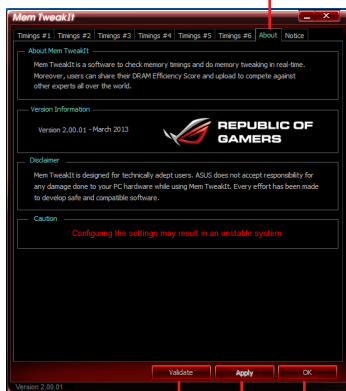 Mem TweakIt
Timings #1 Timings #2 Timings #3 Timings #4 Timings #5 Timings #6 About Notice
About Mem TweakIt
Mem TweakIt is a software to check memory timings and do memory tweaking in real-time.
Moreover, users can share their DRAM Efficiency Score and upload to compete against
other experts all over the world.
Version Information
Version 2.00.01 - March 2013
REPUBLIC OF
GAMERS
Disclaimer
Mem TweakIt is designed for technically adept users. ASUS does not accept responsibility for
any damage done to your PC hardware while using Mem TweakIt. Every effort has been made
to develop safe and compatible software.
Caution
Configuring the settings may result in an unstable system
Validate Apply OK
Version 2.00.01